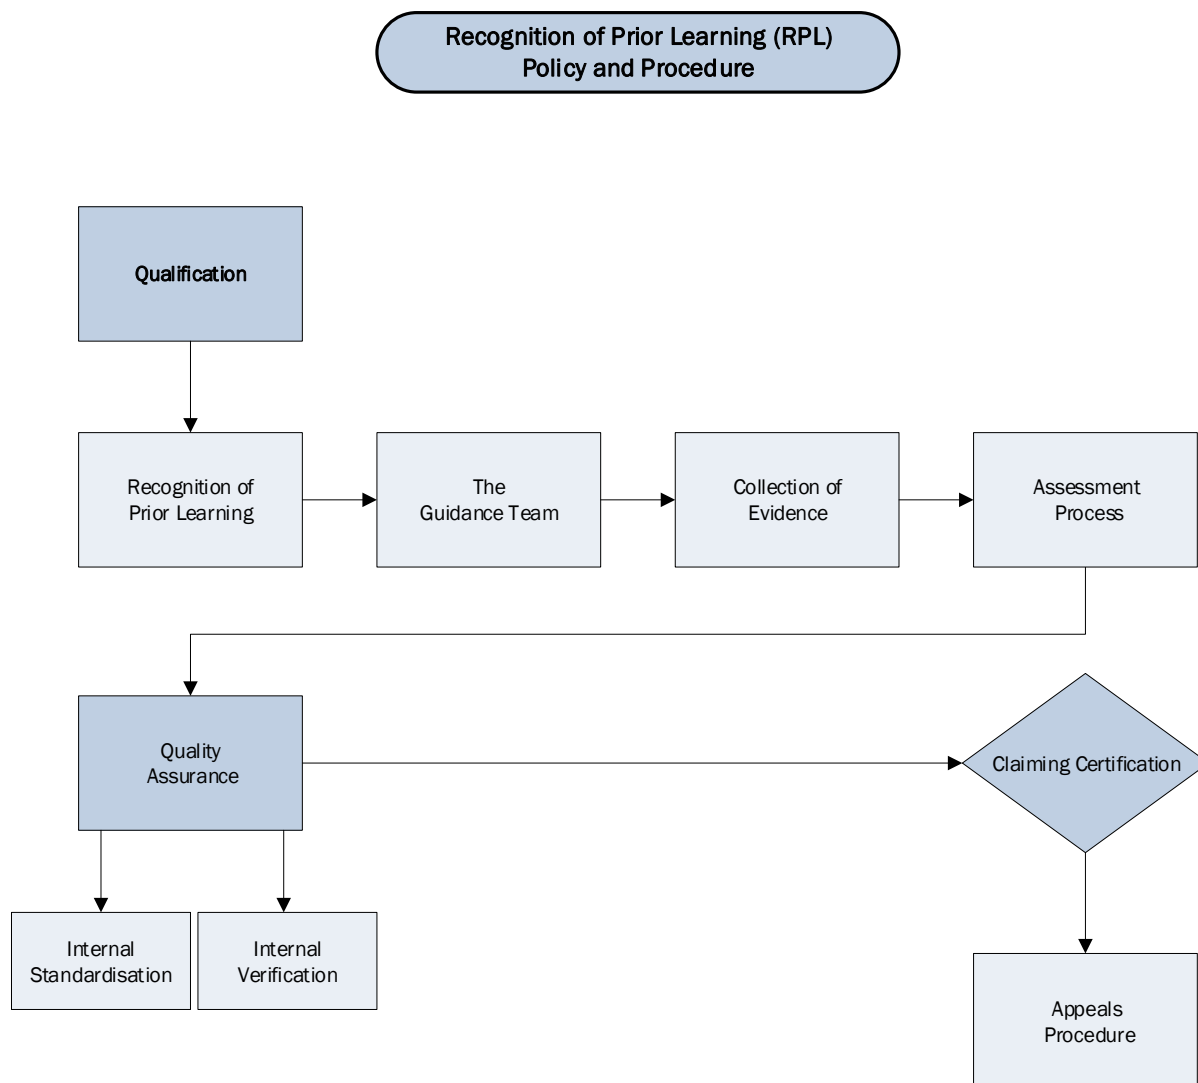 Recognition of Prior Learning (RPL)
Policy and Procedure
Qualification
Recognition of
Prior Learning
The
Guidance Team
Collection of
Evidence
Assessment
Process
Quality
Assurance
Claiming Certification
Internal
Standardisation
Internal
Verification
Appeals
Procedure